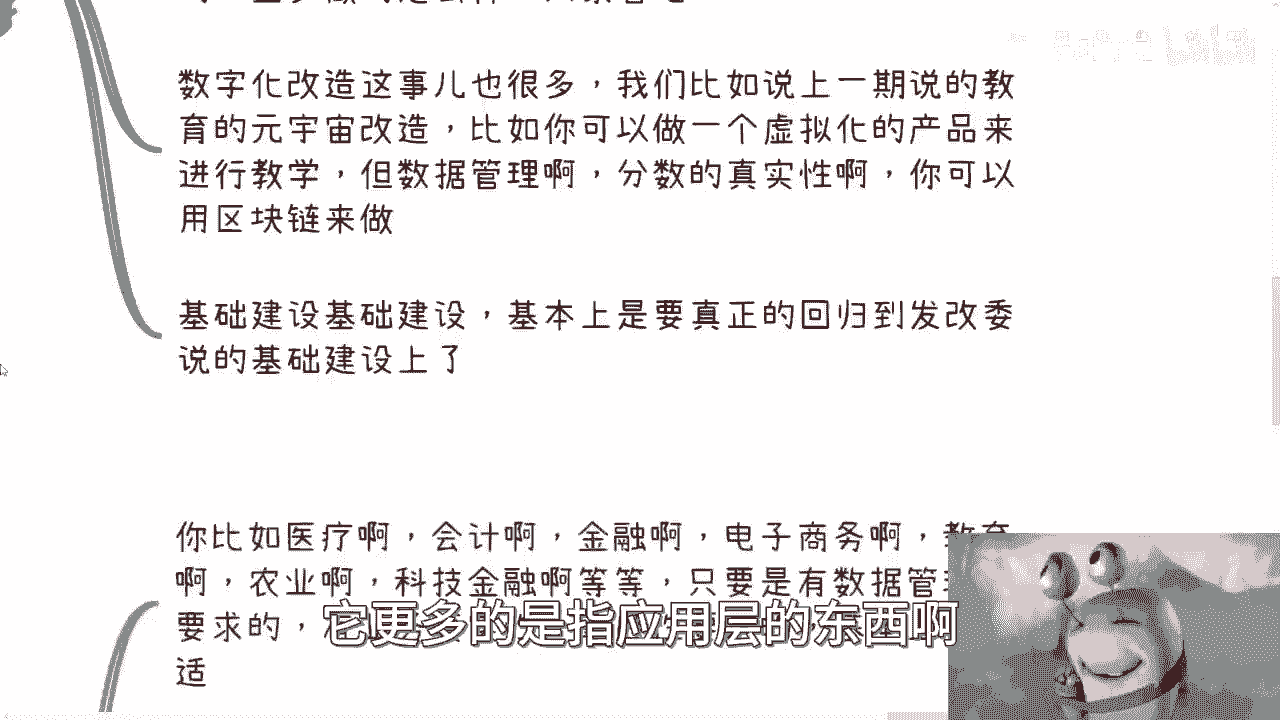 数字化改造这事儿也很多，我们比如说上一期说的教
育的元宇宙改造，比如你可以做一个虚拟化的产品来
进行教学，但数据管理啊，分数的真实性啊，你可以
用区块链来做
基础建设基础建设，基本上是要真正的回归到发改委
说的基础建设上了
你比如医疗啊，会计啊，金融啊，电子商务啊，教育
啊，农业啊，科技金融啊等等，只要是有数据管
要求的，
它更多的是指应用层的东西啊
适